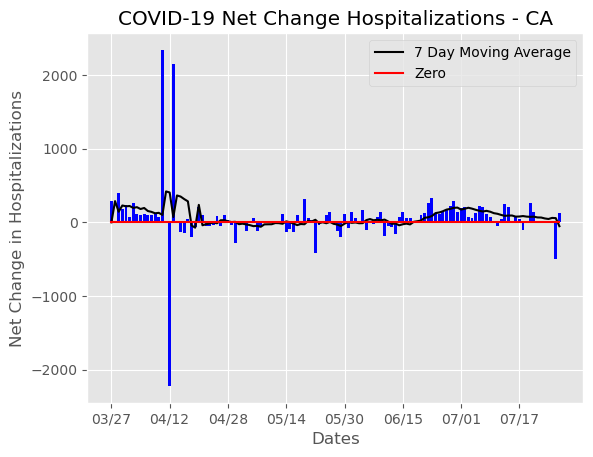 COVID-19 Net Change Hospitalizations - CA
7 Day Moving Average
Zero
Net Change in Hospitalizations
2000
1000
0
−1000
−2000
03/27 04/12 04/28 05/14 05/30 06/15 07/01 07/17
Dates